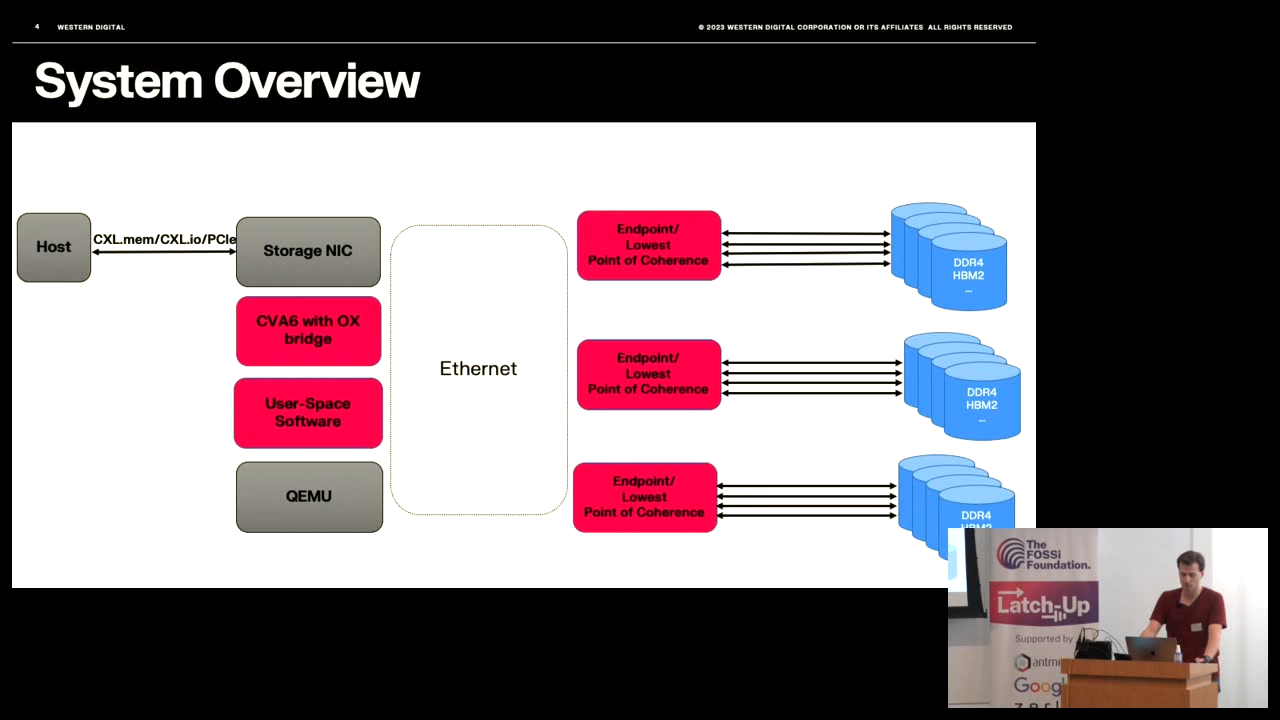 4 WESTERN DIGITAL
© 2023 WESTERN DIGITAL CORPORATION OR ITS AFFILIATES ALL RIGHTS RESERVED
System Overview
Host
CXL.mem/CXL.io/PCIe
Storage NIC
CVA6 with OX
bridge
User-Space
Software
QEMU
Ethernet
Endpoint/
Lowest
Point of Coherence
DDR4
HBM2
...
Endpoint/
Lowest
Point of Coherence
DDR4
HBM2
...
Endpoint/
Lowest
Point of Coherence
DDR4
HBM2
The
FOSSi
Foundation.
Latch-Up
Supported by
antm
Goog